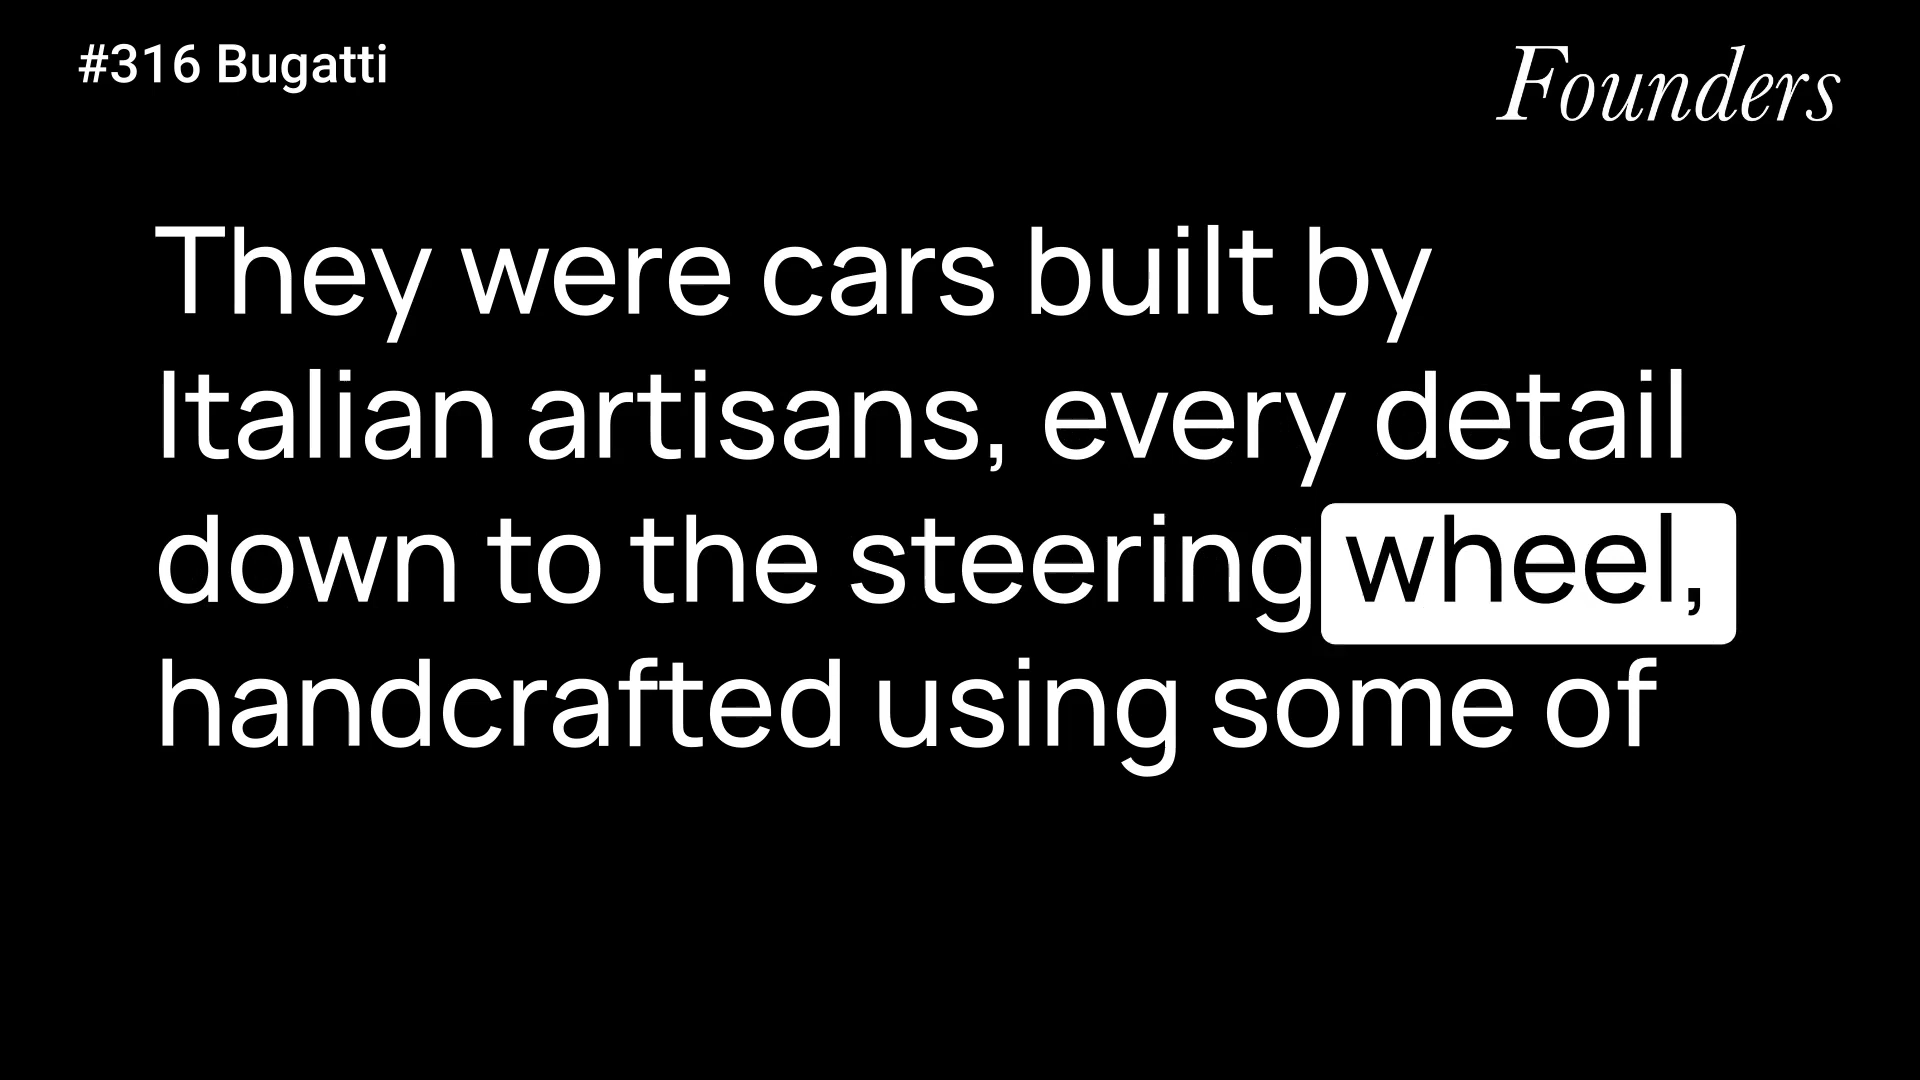 #316 Bugatti
Founders
They were cars built by
Italian artisans, every detail
down to the steering wheel,
handcrafted using some of